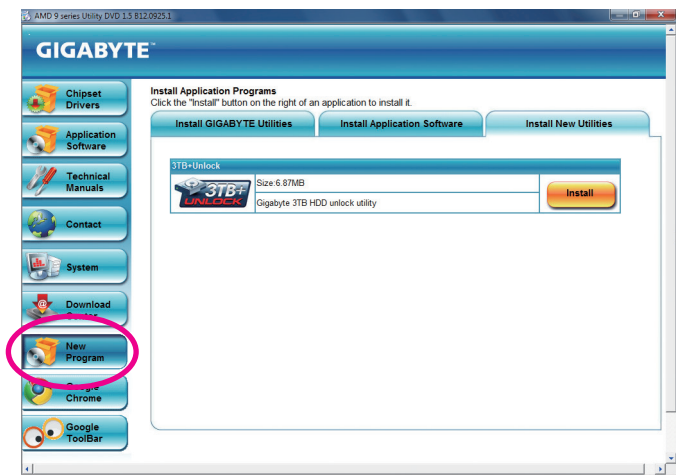 AMD 9 series Utility DVD 1.5 B12.0925.1
GIGABYTE™
Chipset
Drivers
Application
Software
Technical
Manuals
Contact
System
Download
Center
New
Program
Google
Chrome
Google
ToolBar
Install Application Programs
Click the "Install" button on the right of an application to install it.
Install GIGABYTE Utilities
Install Application Software
Install New Utilities
3TB+Unlock
3TB+
UNLOCK
Size:6.87MB
Gigabyte 3TB HDD unlock utility
Install